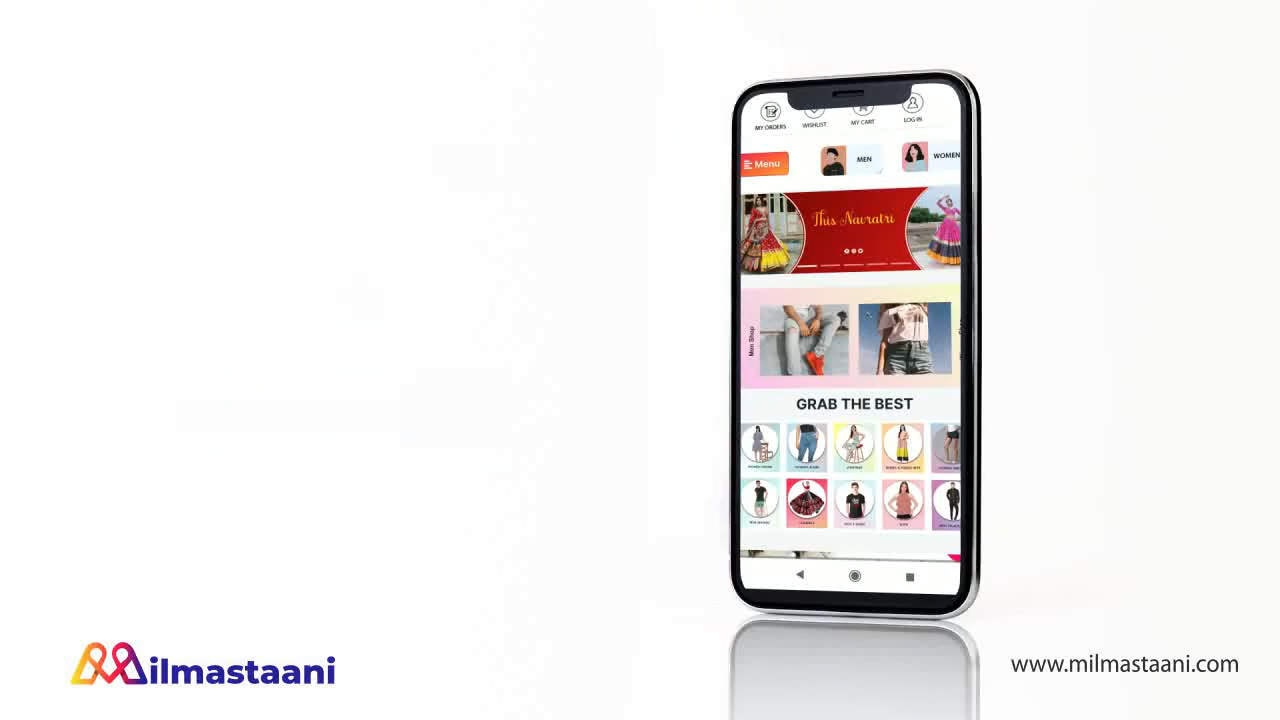 MY ORDERS
WISHLIST
MY CART
LOG IN
Menu
MEN
WOMEN
This Navratri
Men Shop
GRAB THE BEST
Milmastaani
www.milmastaani.com